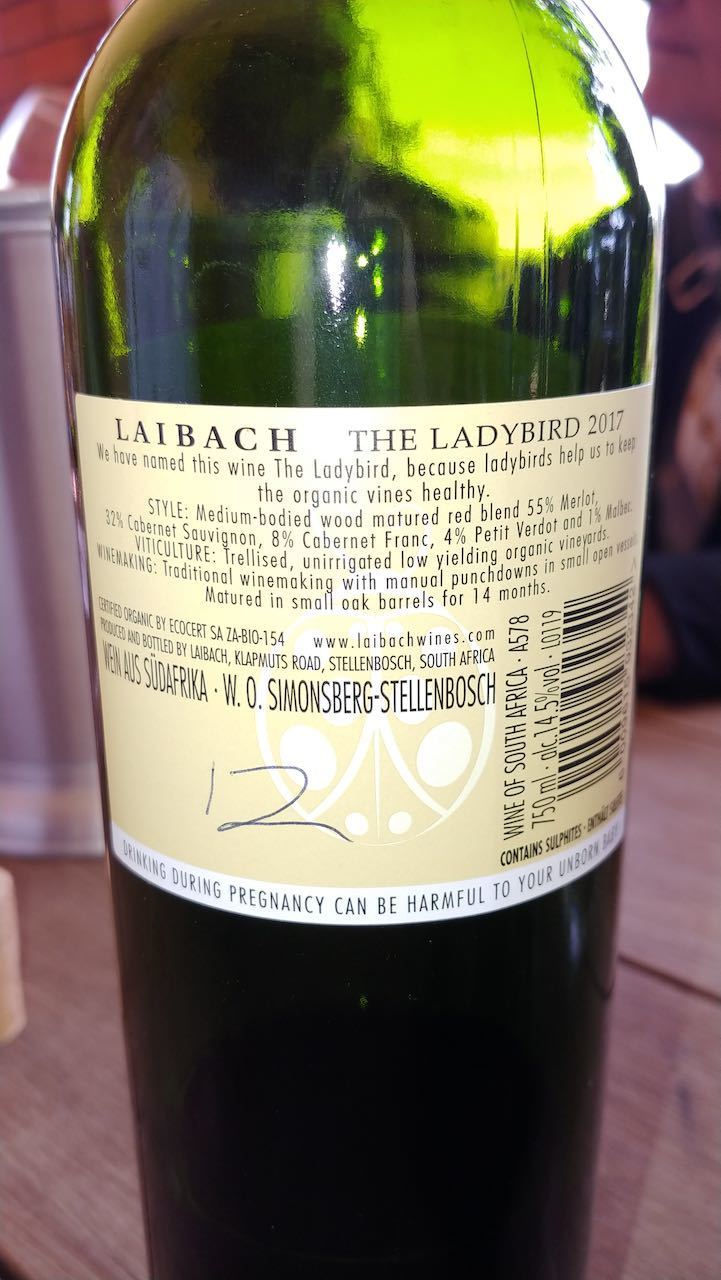 LAIBACH THE LADYBIRD 2017
We have named this wine The Ladybird, because ladybirds help us to keep
the organic vines healthy.
STYLE: Medium-bodied wood matured red blend 55% Merlot,
32% Cabernet Sauvignon, 8% Cabernet Franc, 4% Petit Verdot and 1% Malbec.
VITICULTURE: Trellised, unirrigated low yielding organic vineyards.
WINEMAKING: Traditional winemaking with manual punchdowns in small open
Matured in small oak barrels for 14 months.
CERTIFIED ORGANIC BY ECOCERT SA ZA-BIO-154 www.laibachwines.com
PRODUCED AND BOTTLED BY LAIBACH, KLAPMUTS ROAD, STELLENBOSCH, SOUTH AFRICA
WEIN AUS SÜDAFRIKA · W. O. SIMONSBERG-STELLENBOSCH
12
WINE OF SOUTH AFRICA · A578
750 ml · alc.14.5%vol · L0119
CONTAINS SULPHITES · ENTHÄLT
DRINKING DURING PREGNANCY CAN BE HARMFUL TO YOUR UNBORN BABY